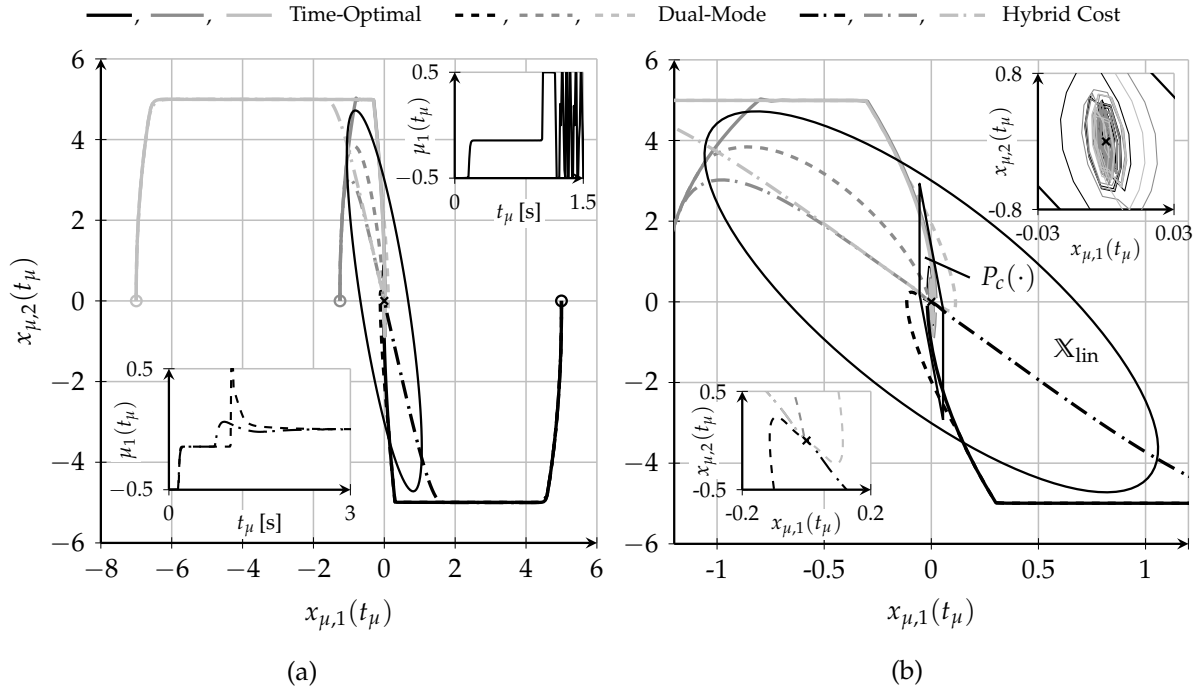 Time-Optimal
Dual-Mode
Hybrid Cost
6
4
2
0
−2
−4
−6
−8
−6
−4
−2
0
2
4
6
x_{μ,2}(t_μ)
x_{μ,1}(t_μ)
0.5
−0.5
μ_1(t_μ)
0
1.5
t_μ [s]
0.5
−0.5
μ_1(t_μ)
0
3
t_μ [s]
(a)
6
4
2
0
−2
−4
−6
-1
-0.5
0
0.5
1
x_{μ,1}(t_μ)
0.8
-0.8
x_{μ,2}(t_μ)
-0.03
0.03
x_{μ,1}(t_μ)
P_c(·)
𝕏_lin
0.5
-0.5
x_{μ,2}(t_μ)
-0.2
0.2
x_{μ,1}(t_μ)
(b)